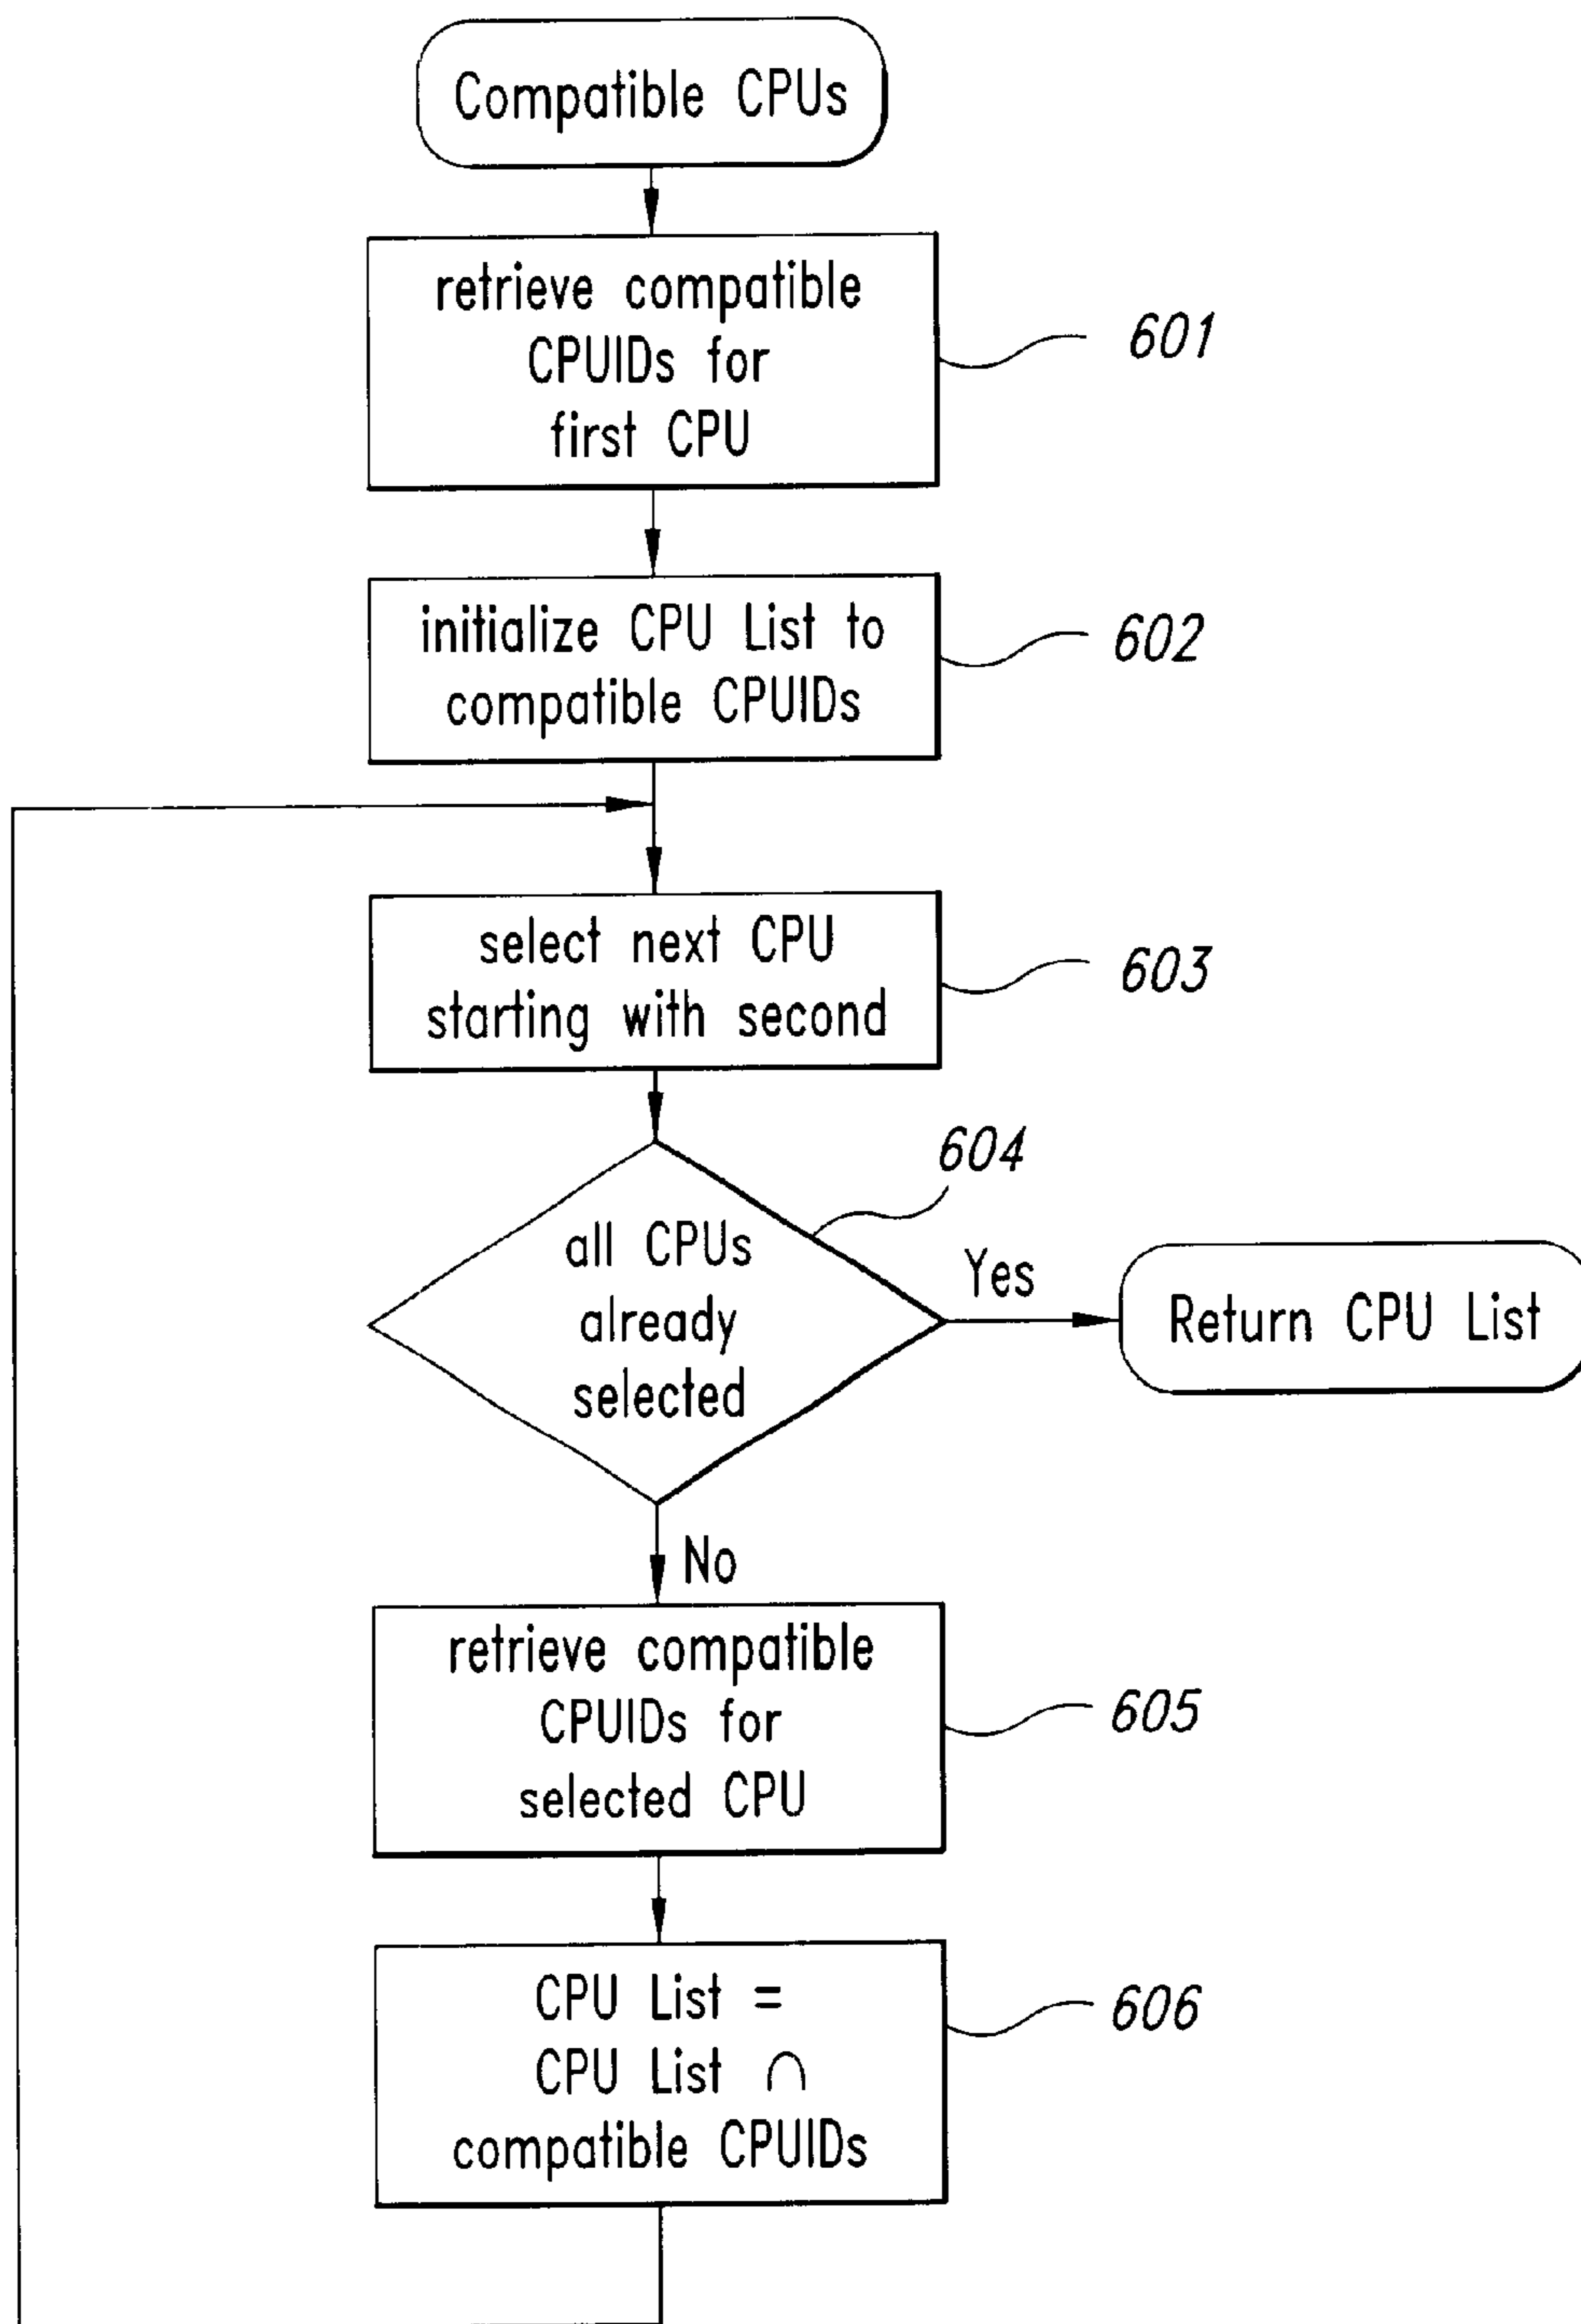 Compatible CPUs
retrieve compatible
CPUIDs for
first CPU
601
initialize CPU List to
compatible CPUIDs
602
select next CPU
starting with second
603
604
all CPUs
already
selected
Yes
Return CPU List
No
retrieve compatible
CPUIDs for
selected CPU
605
CPU List =
CPU List ∩
compatible CPUIDs
606